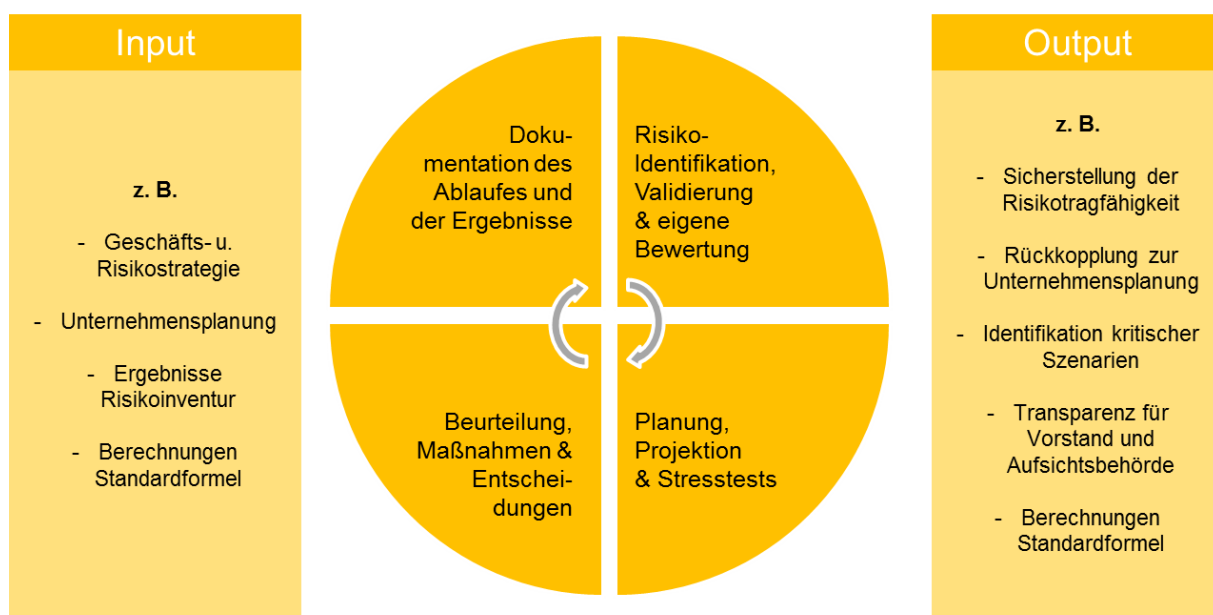 Input
z. B.
- Geschäfts- u.
Risikostrategie
- Unternehmensplanung
- Ergebnisse
Risikoinventur
- Berechnungen
Standardformel
Doku-
mentation des
Ablaufes und
der Ergebnisse
Risiko-
Identifikation,
Validierung
& eigene
Bewertung
Beurteilung,
Maßnahmen &
Entschei-
dungen
Planung,
Projektion
& Stresstests
Output
z. B.
- Sicherstellung der
Risikotragfähigkeit
- Rückkopplung zur
Unternehmensplanung
- Identifikation kritischer
Szenarien
- Transparenz für
Vorstand und
Aufsichtsbehörde
- Berechnungen
Standardformel